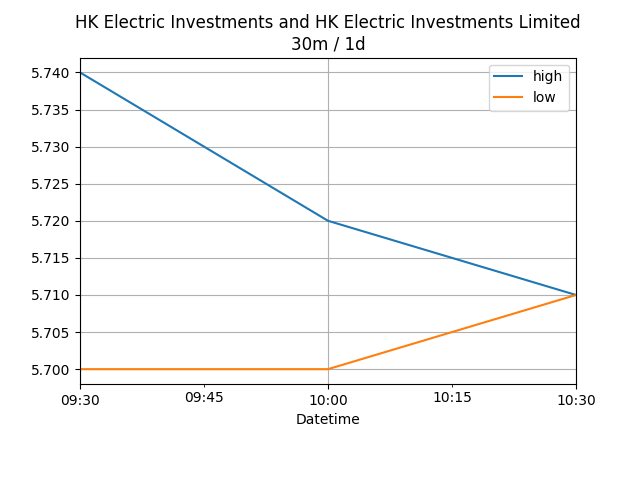 HK Electric Investments and HK Electric Investments Limited
30m / 1d
high
low
5.740
5.735
5.730
5.725
5.720
5.715
5.710
5.705
5.700
09:30
09:45
10:00
10:15
10:30
Datetime